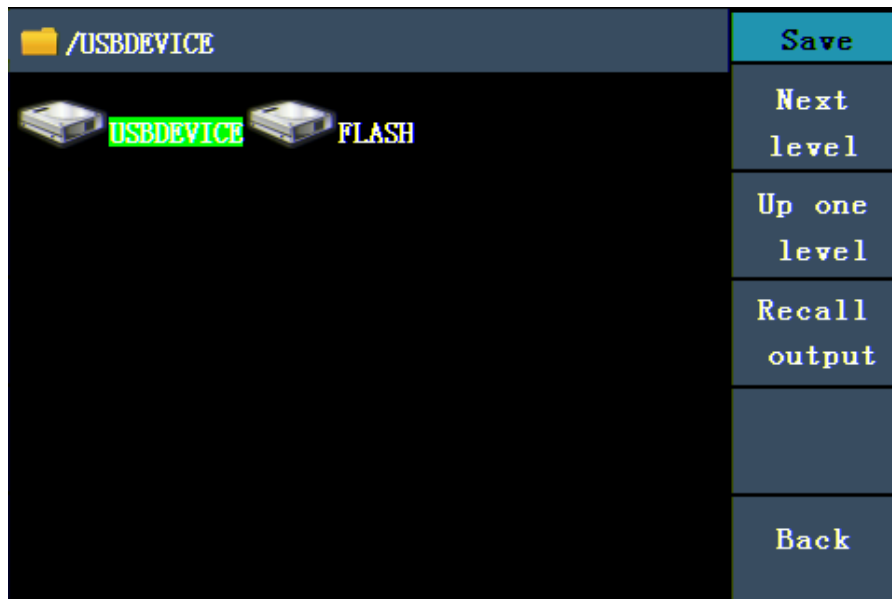 /USBDEVICE
USBDEVICE FLASH
Save
Next
level
Up one
level
Recall
output
Back